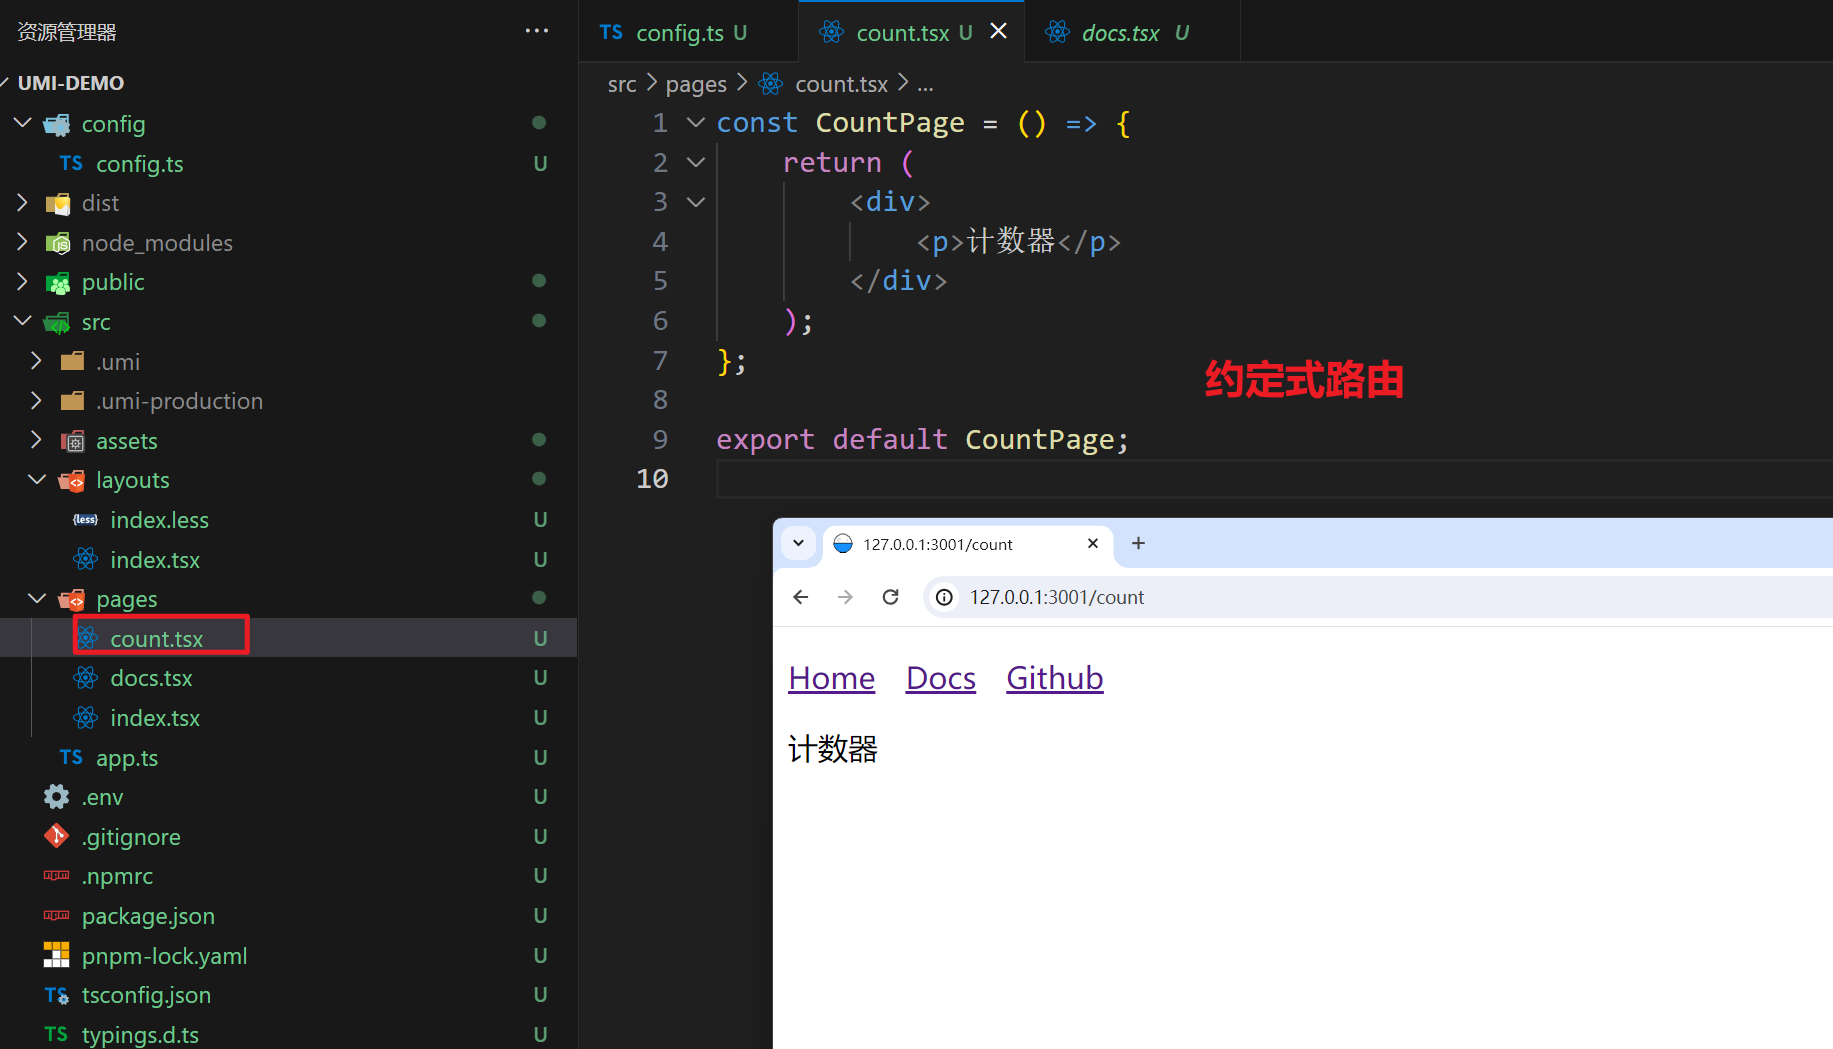 资源管理器 ···
UMI-DEMO
config
config.ts U
dist
node_modules
public
src
.umi
.umi-production
assets
layouts
index.less U
index.tsx U
pages
count.tsx U
docs.tsx U
index.tsx U
app.ts U
.env U
.gitignore U
.npmrc U
package.json U
pnpm-lock.yaml U
tsconfig.json U
typings.d.ts U
config.ts U count.tsx U docs.tsx U
src > pages > count.tsx > ...
1 const CountPage = () => {
2 return (
3 <div>
4 <p>计数器</p>
5 </div>
6 );
7 };
8
9 export default CountPage;
10
约定式路由
127.0.0.1:3001/count
127.0.0.1:3001/count
Home Docs Github
计数器